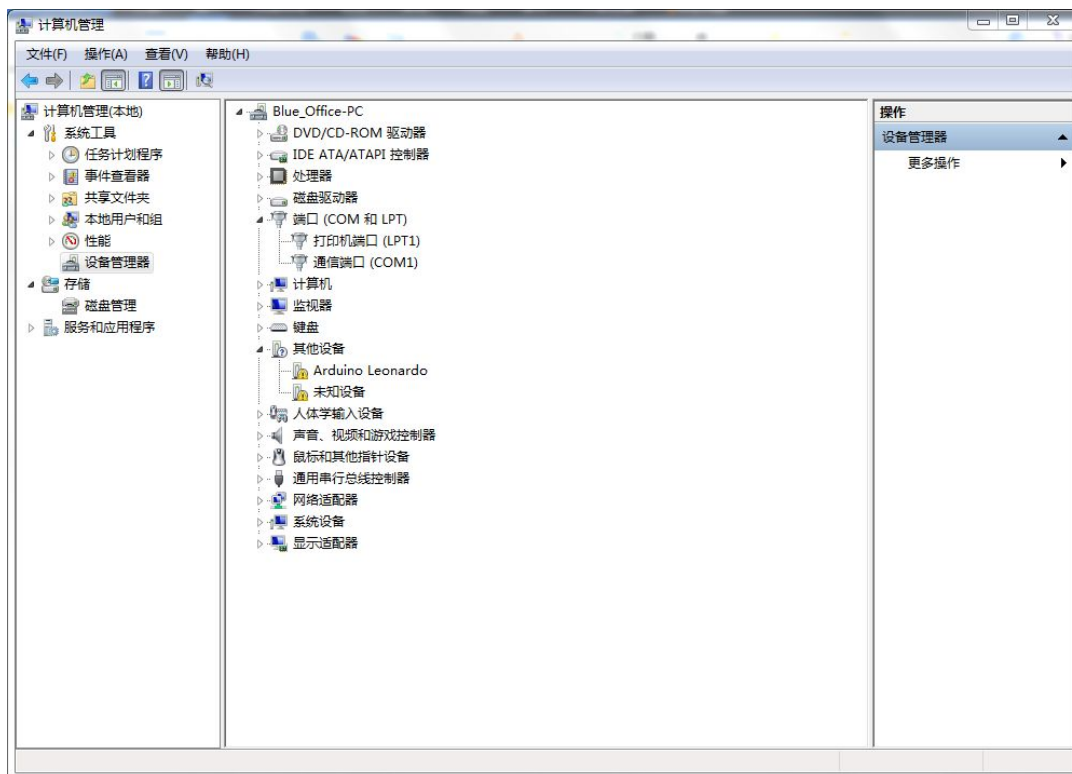 计算机管理
文件(F) 操作(A) 查看(V) 帮助(H)
计算机管理(本地)
系统工具
任务计划程序
事件查看器
共享文件夹
本地用户和组
性能
设备管理器
存储
磁盘管理
服务和应用程序
Blue_Office-PC
DVD/CD-ROM 驱动器
IDE ATA/ATAPI 控制器
处理器
磁盘驱动器
端口 (COM 和 LPT)
打印机端口 (LPT1)
通信端口 (COM1)
计算机
监视器
键盘
其他设备
Arduino Leonardo
未知设备
人体学输入设备
声音、视频和游戏控制器
鼠标和其他指针设备
通用串行总线控制器
网络适配器
系统设备
显示适配器
操作
设备管理器
更多操作